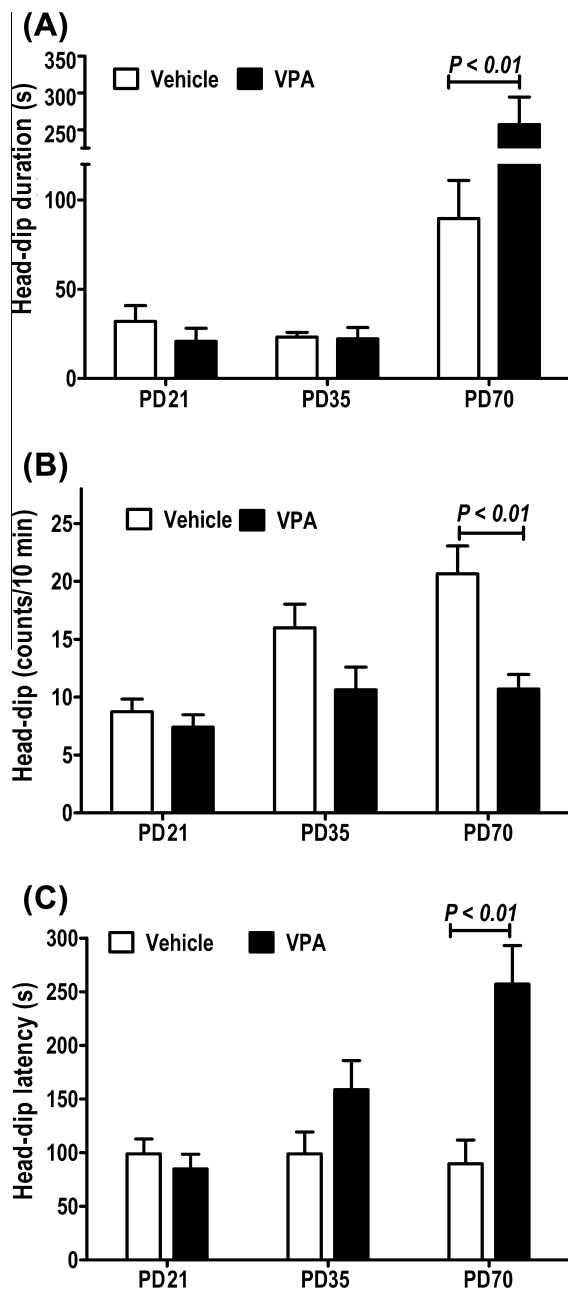 (A)
Head-dip duration (s)
350
300
250
100
50
0
Vehicle VPA
P < 0.01
PD21 PD35 PD70
(B)
Head-dip (counts/10 min)
25
20
15
10
5
0
Vehicle VPA
P < 0.01
PD21 PD35 PD70
(C)
Head-dip latency (s)
300
250
200
150
100
50
0
Vehicle VPA
P < 0.01
PD21 PD35 PD70